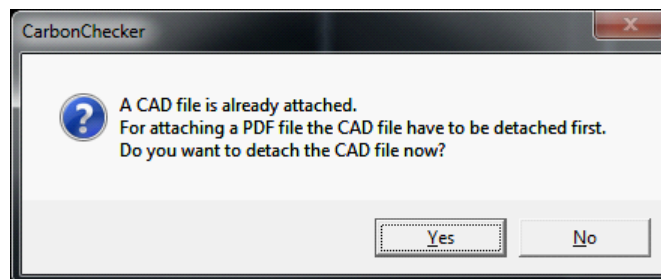 CarbonChecker
A CAD file is already attached.
For attaching a PDF file the CAD file have to be detached first.
Do you want to detach the CAD file now?
Yes
No